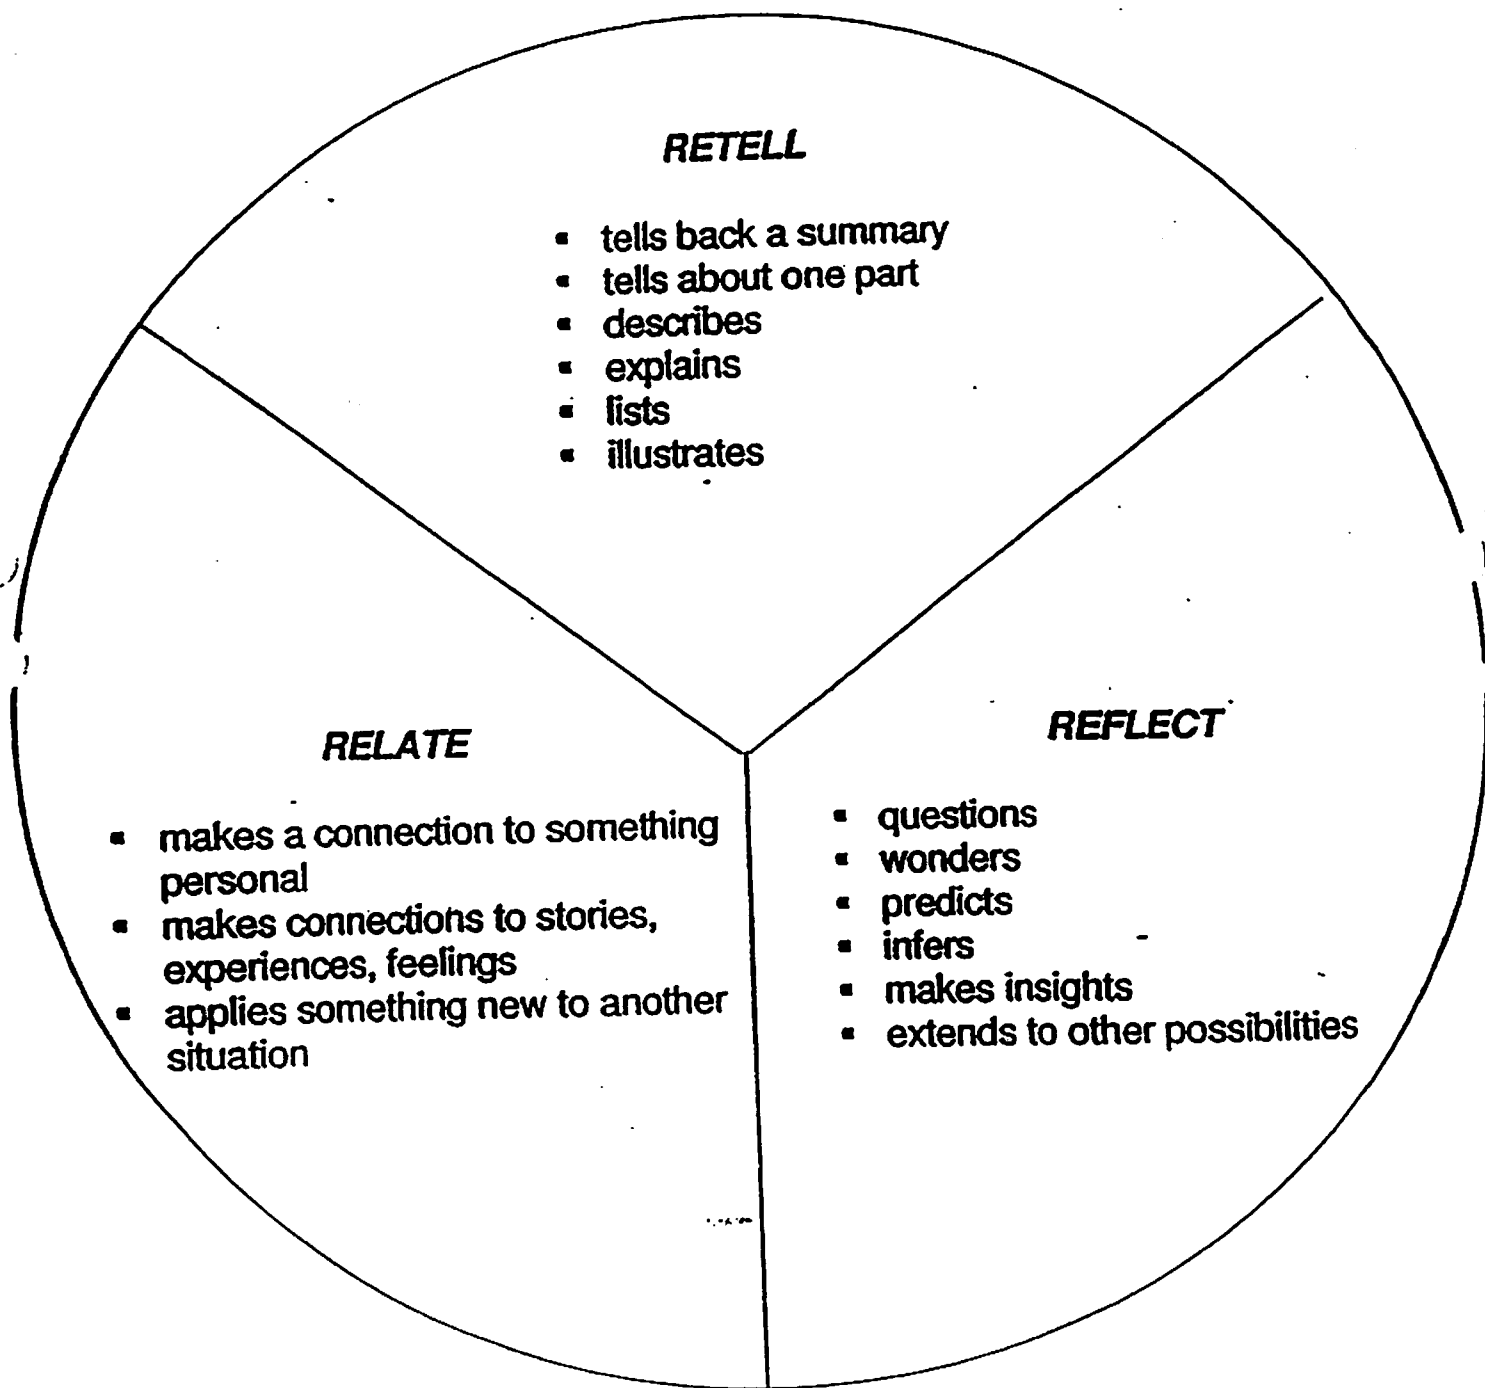 RETELL
▪ tells back a summary
▪ tells about one part
▪ describes
▪ explains
▪ lists
▪ illustrates
RELATE
▪ makes a connection to something
personal
▪ makes connections to stories,
experiences, feelings
▪ applies something new to another
situation
REFLECT
▪ questions
▪ wonders
▪ predicts
▪ infers
▪ makes insights
▪ extends to other possibilities